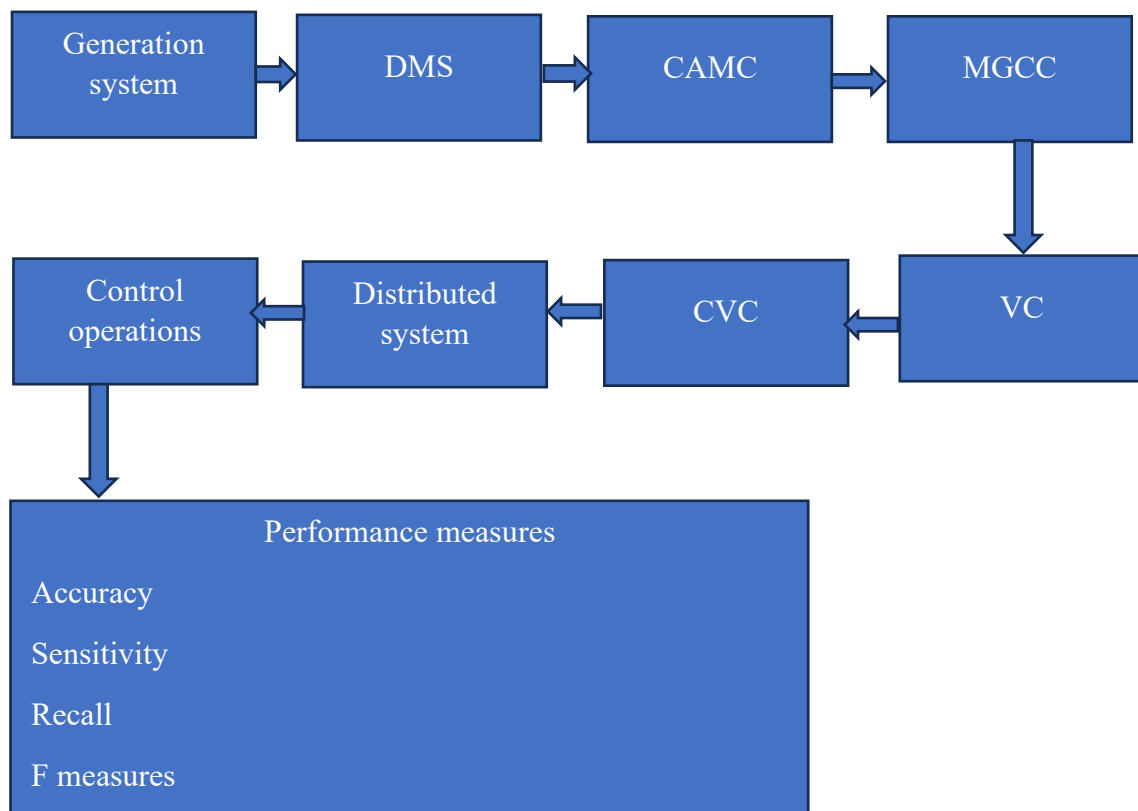 Generation
system
DMS
CAMC
MGCC
Control
operations
Distributed
system
CVC
VC
Performance measures
Accuracy
Sensitivity
Recall
F measures